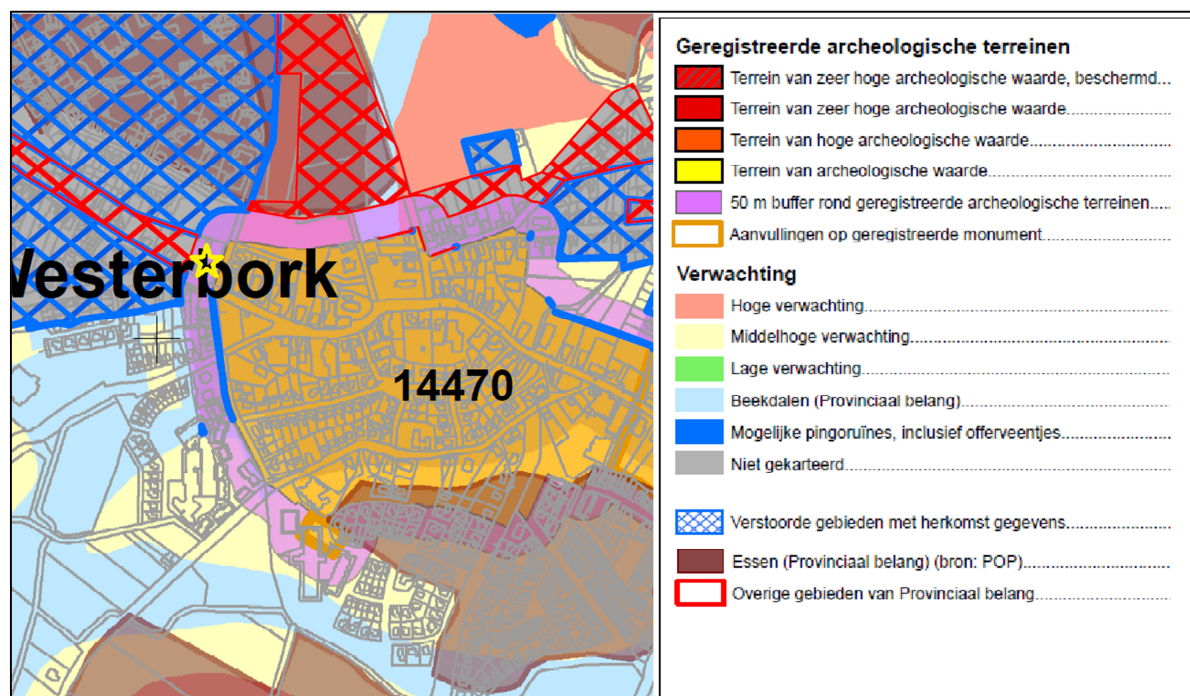 Westerbork
14470
Geregistreerde archeologische terreinen
Terrein van zeer hoge archeologische waarde, beschermd...
Terrein van zeer hoge archeologische waarde.....................
Terrein van hoge archeologische waarde............................
Terrein van archeologische waarde.....................................
50 m buffer rond geregistreerde archeologische terreinen....
Aanvullingen op geregistreerde monument.........................
Verwachting
Hoge verwachting................................................................
Middelhoge verwachting.......................................................
Lage verwachting.................................................................
Beekdalen (Provinciaal belang)............................................
Mogelijke pingoruïnes, inclusief offerveentjes......................
Niet gekarteerd.....................................................................
Verstoorde gebieden met herkomst gegevens.....................
Essen (Provinciaal belang) (bron: POP).............................
Overige gebieden van Provinciaal belang...........................